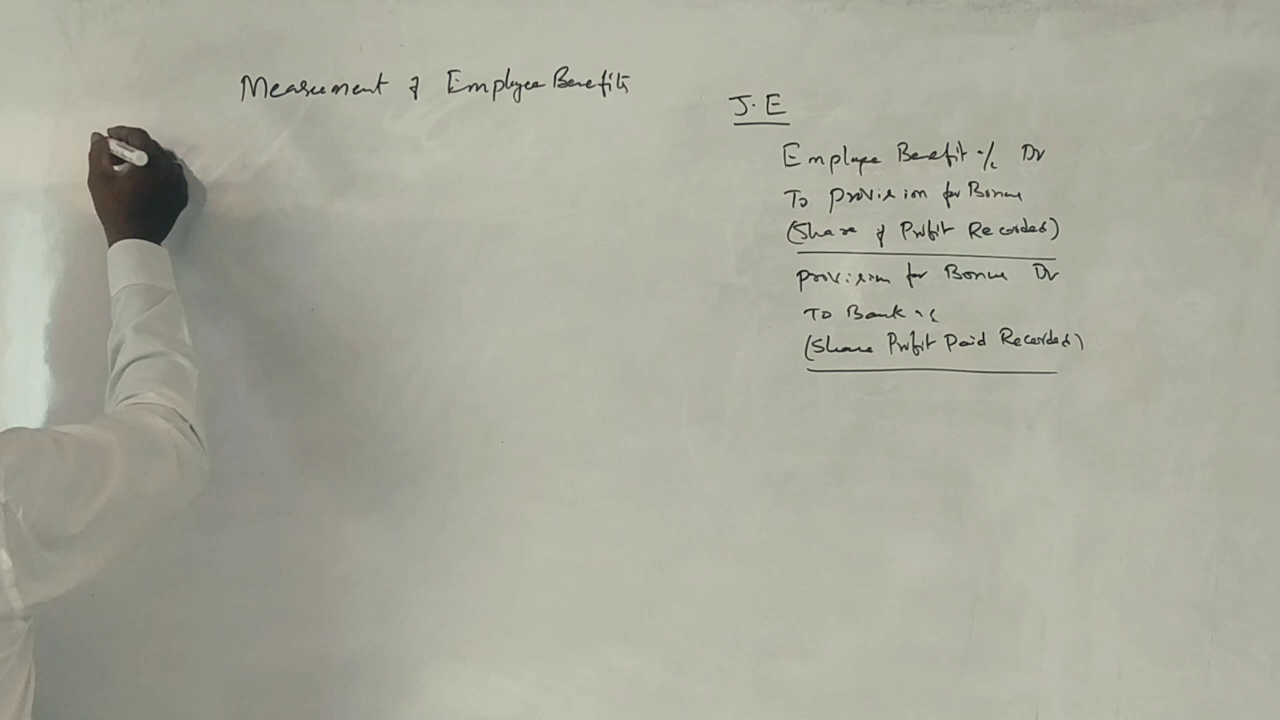 Measurement of Employee Benefits
J.E
Employee Benefit a/c Dr
To Provision for Bonus
(Share of Profit Recorded)
Provision for Bonus Dr
To Bank a/c
(Share Profit Paid Recorded)